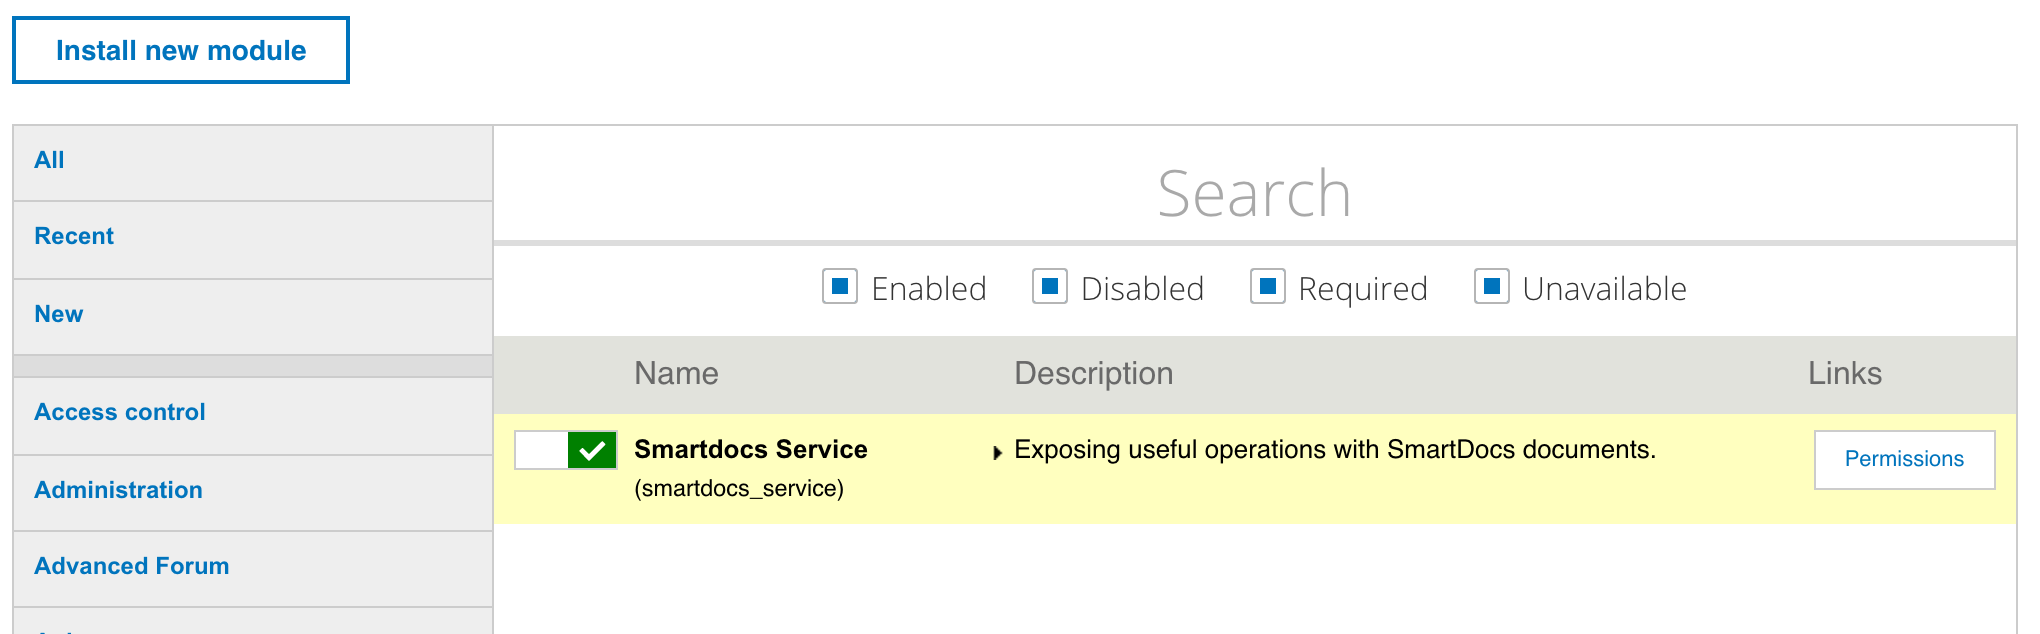 Install new module
All
Recent
New
Access control
Administration
Advanced Forum
Search
Enabled Disabled Required Unavailable
Name Description Links
Smartdocs Service Exposing useful operations with SmartDocs documents. Permissions
(smartdocs_service)